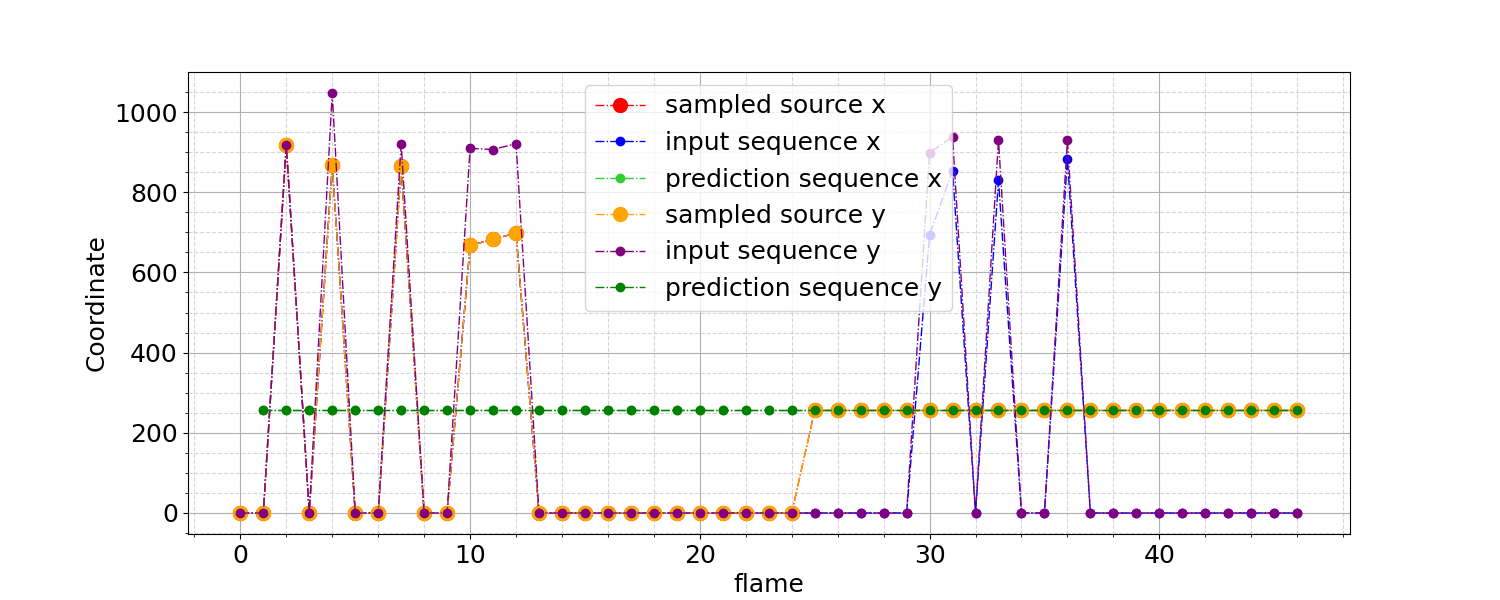 1000
800
600
400
200
0
Coordinate
sampled source x
input sequence x
prediction sequence x
sampled source y
input sequence y
prediction sequence y
0 10 20 30 40
flame